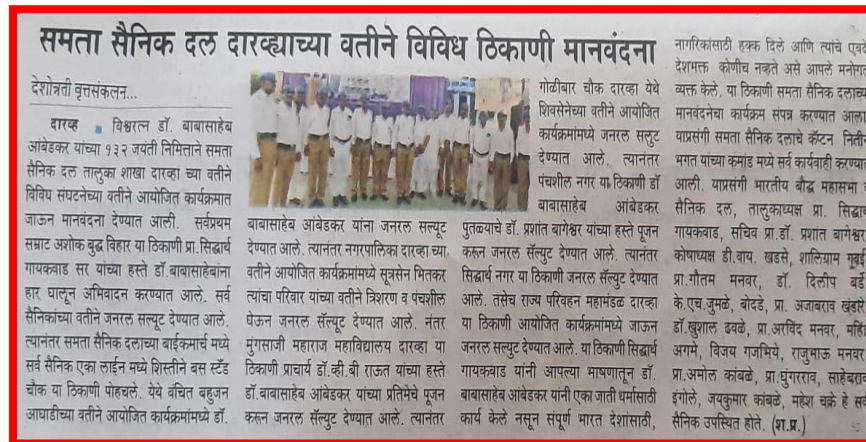 समता सैनिक दल दारव्ह्याच्या वतीने विविध ठिकाणी मानवंदना
देशोन्नती वृत्तसंकलन...
दारव्ह ■ विश्वरत्न डॉ. बाबासाहेब
आंबेडकर यांच्या १३२ जयंती निमित्ताने समता
सैनिक दल तालुका शाखा दारव्हा च्या वतीने
विविध संघटनेच्या वतीने आयोजित कार्यक्रमात
जाऊन मानवंदना देण्यात आली. सर्वप्रथम
सम्राट अशोक बुद्ध विहार या ठिकाणी प्रा.सिद्धार्थ
गायकवाड सर यांच्या हस्ते डॉ.बाबासाहेबांना
हार घालून अभिवादन करण्यात आले. सर्व
सैनिकांच्या वतीने जनरल सल्यूट देण्यात आले.
त्यानंतर समता सैनिक दलाच्या बाईकमार्च मध्ये
सर्व सैनिक एका लाईन मध्ये शिस्तीने बस स्टँड
चौक या ठिकाणी पोहचले. येथे वंचित बहुजन
आघाडीच्या वतीने आयोजित कार्यक्रमांमध्ये डॉ.
बाबासाहेब आंबेडकर यांना जनरल सल्यूट
देण्यात आले. त्यानंतर नगरपालिका दारव्हा च्या
वतीने आयोजित कार्यक्रमांमध्ये सूत्रसेन भितकर
त्यांचा परिवार यांच्या वतीने त्रिशरण व पंचशील
घेऊन जनरल सॅल्युट देण्यात आले. नंतर
मुंगसाजी महाराज महाविद्यालय दारव्हा या
ठिकाणी प्राचार्य डॉ.व्ही.बी राऊत यांच्या हस्ते
डॉ.बाबासाहेब आंबेडकर यांच्या प्रतिमेचे पूजन
करून जनरल सॅल्युट देण्यात आले. त्यानंतर
गोळीबार चौक दारव्हा येथे
शिवसेनेच्या वतीने आयोजित
कार्यक्रमांमध्ये जनरल सलुट
देण्यात आले. त्यानंतर
पंचशील नगर या ठिकाणी डॉ
बाबासाहेब आंबेडकर
पुतळ्याचे डॉ. प्रशांत बागेश्वर यांच्या हस्ते पूजन
करून जनरल सॅल्युट देण्यात आले. त्यानंतर
सिद्धार्थ नगर या ठिकाणी जनरल सॅल्युट देण्यात
आले. तसेच राज्य परिवहन महामंडळ दारव्हा
या ठिकाणी आयोजित कार्यक्रमांमध्ये जाऊन
जनरल सल्युट देण्यात आले. या ठिकाणी सिद्धार्थ
गायकवाड यांनी आपल्या भाषणातून डॉ.
बाबासाहेब आंबेडकर यांनी एका जाती धर्मासाठी
कार्य केले नसून संपूर्ण भारत देशांसाठी,
नागरिकांसाठी हक्क दिले आणि त्यांचे एवढे
देशभक्त कोणीच नव्हते असे आपले मनोगत
व्यक्त केले. या ठिकाणी समता सैनिक दलाच्या
मानवंदनेचा कार्यक्रम संपन्न करण्यात आला
याप्रसंगी समता सैनिक दलाचे कॅप्टन नितीन
भगत यांच्या कमांड मध्ये सर्व कार्यवाही करण्यात
आली. याप्रसंगी भारतीय बौद्ध महासभा
सैनिक दल, तालुकाध्यक्ष प्रा. सिद्धार्थ
गायकवाड, सचिव प्रा.डॉ. प्रशांत बागेश्वर
कोषाध्यक्ष डी.वाय. खडसे, शालिग्राम गूबई
प्रा.गौतम मनवर, डॉ. दिलीप बर्डे
के.एच.जुमळे, बोदडे, प्रा. अजाबराव खंडारे
डॉ.खुशाल ढवळे, प्रा.अरविंद मनवर,
अगमे, विजय गजभिये, राजुभाऊ मनवर
प्रा.अमोल कांबळे, प्रा.घुंगरराव, साहेबराव
इंगोले, जयकुमार कांबळे, महेश चक्रे हे सर्व
सैनिक उपस्थित होते. (श.प्र.)